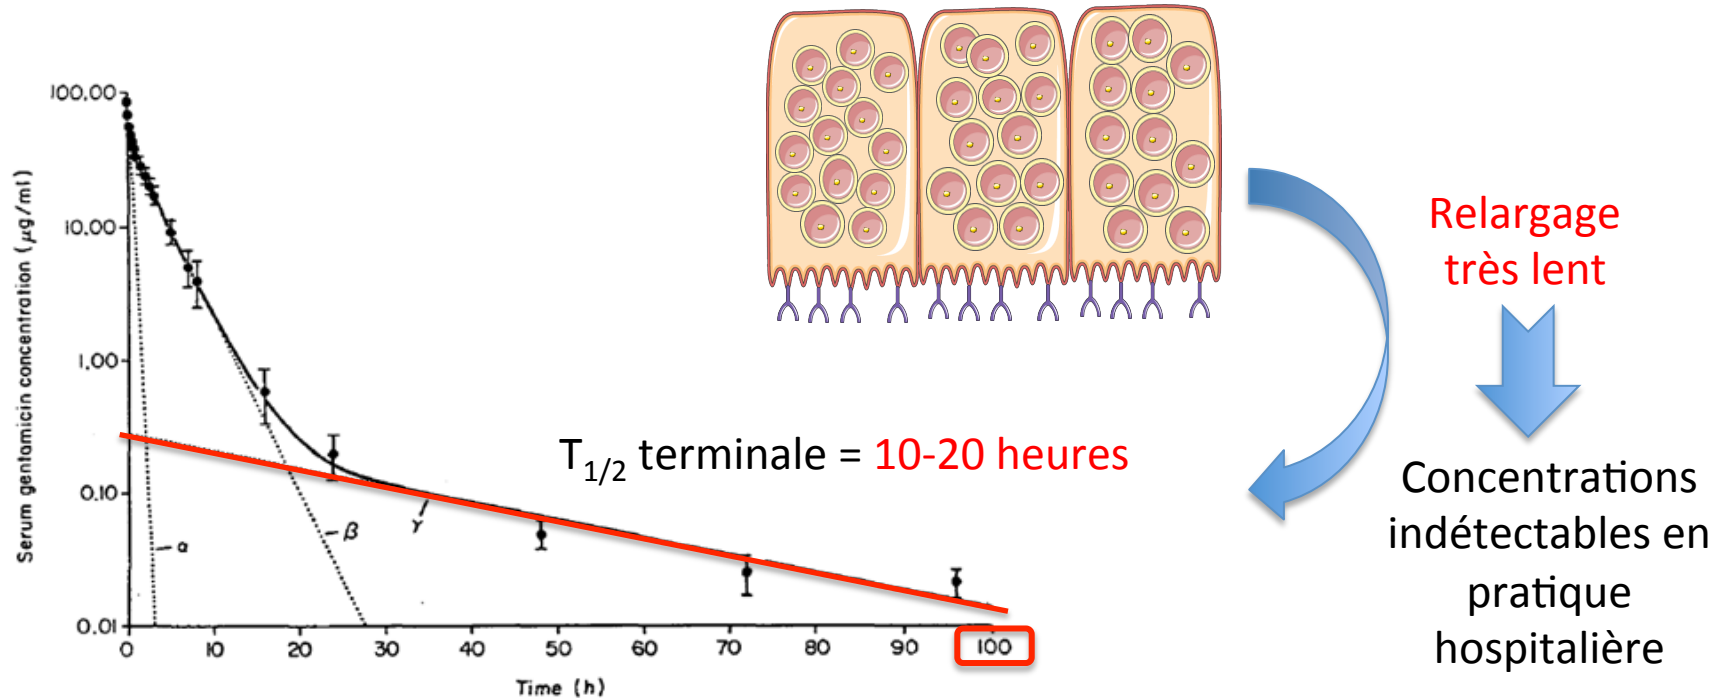 Serum gentamicin concentration (µg/ml)
100.00
10.00
1.00
0.10
0.01
0
10
20
30
40
50
60
70
80
90
100
Time (h)
α
β
γ
T1/2 terminale = 10-20 heures
Relargage
très lent
Concentrations
indétectables en
pratique
hospitalière